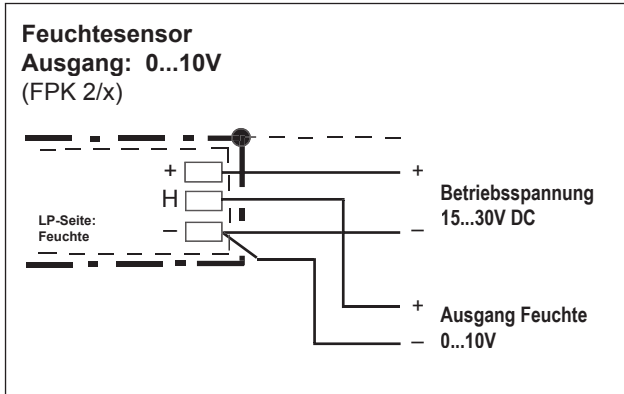 Feuchtesensor
Ausgang: 0...10V
(FPK 2/x)
+
H
–
LP-Seite:
Feuchte
+
Betriebsspannung
15...30V DC
–
+
Ausgang Feuchte
– 0...10V